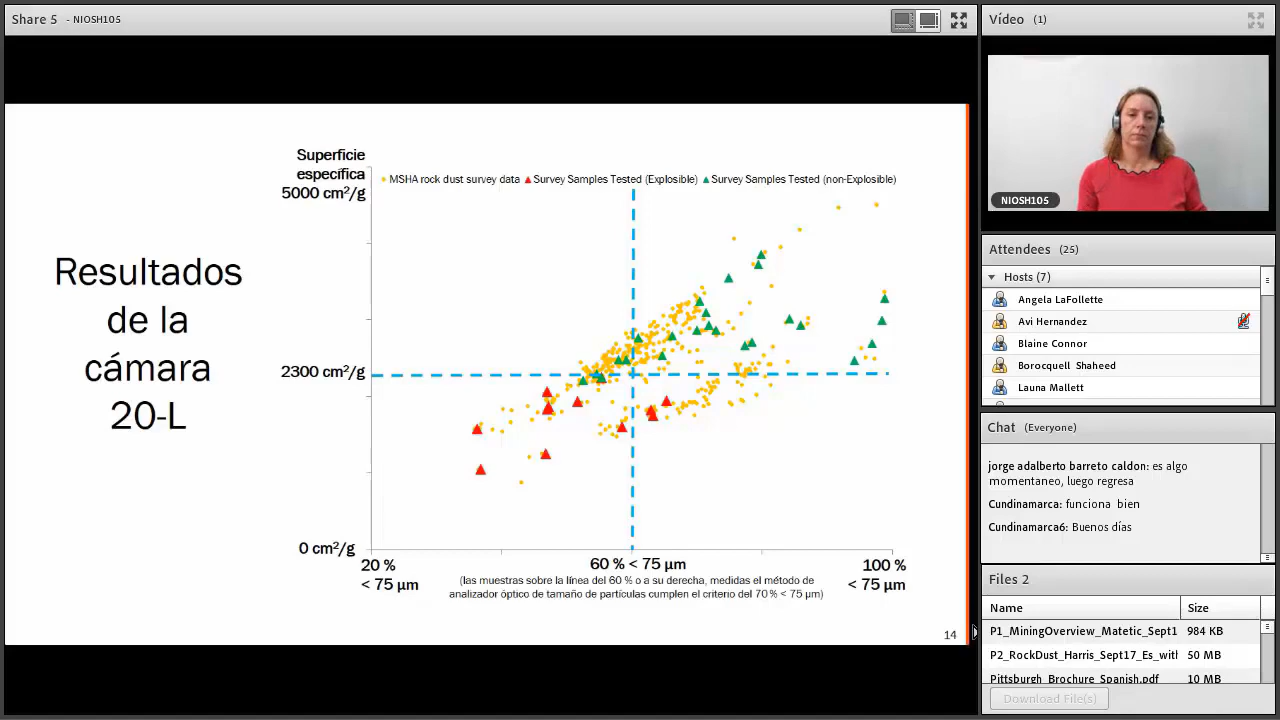 Share 5 - NIOSH105
Superficie
específica
5000 cm²/g
MSHA rock dust survey data Survey Samples Tested (Explosible) Survey Samples Tested (non-Explosible)
Resultados
de la
cámara
20-L
2300 cm²/g
0 cm²/g
20 %
< 75 µm
60 % < 75 µm
(las muestras sobre la línea del 60 % o a su derecha, medidas el método de
analizador óptico de tamaño de partículas cumplen el criterio del 70 % < 75 µm)
100 %
< 75 µm
14
Vídeo (1)
NIOSH105
Attendees (25)
Hosts (7)
Angela LaFollette
Avi Hernandez
Blaine Connor
Borocquell Shaheed
Launa Mallett
Chat (Everyone)
jorge adalberto barreto caldon: es algo
momentaneo, luego regresa
Cundinamarca: funciona bien
Cundinamarca6: Buenos días
Files 2
Name Size
P1_MiningOverview_Matetic_Sept1 984 KB
P2_RockDust_Harris_Sept17_Es_with 50 MB
Pittsburgh_Brochure_Spanish.pdf 10 MB
Download File(s)